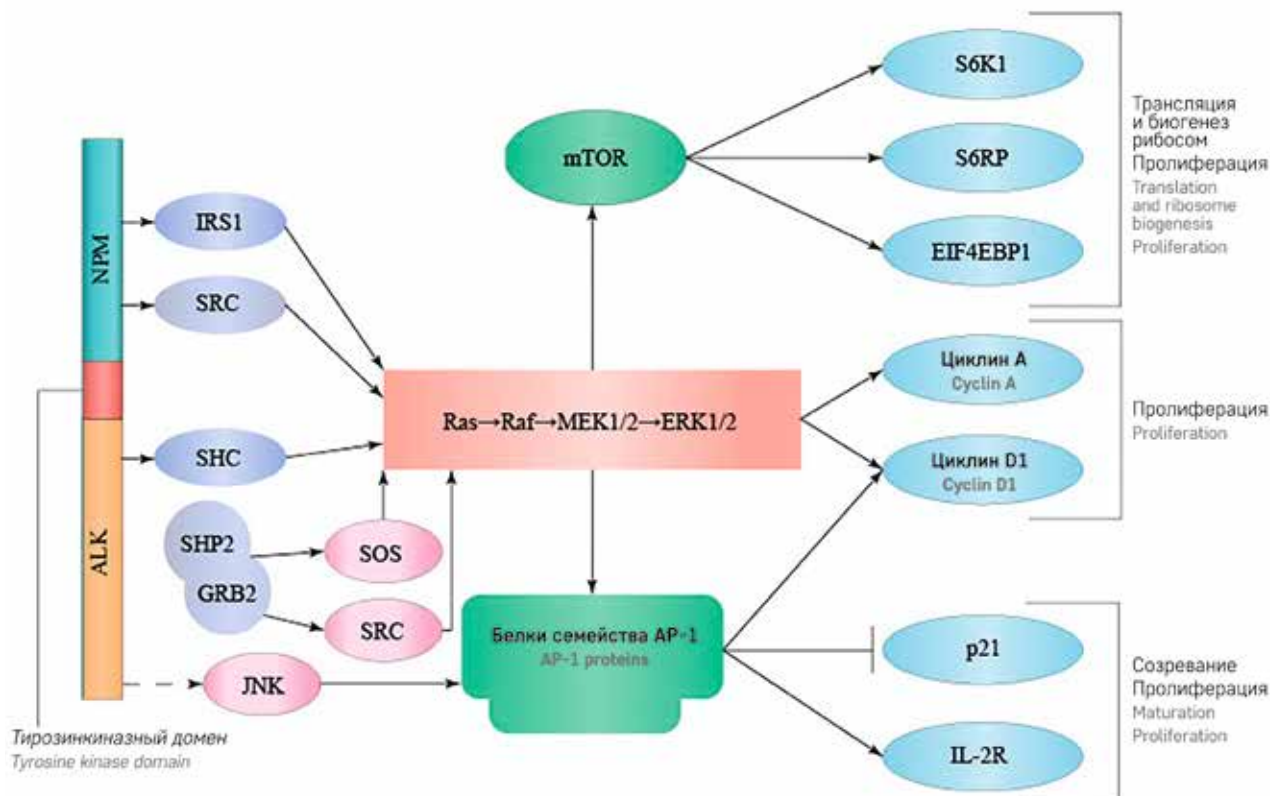 NPM
ALK
IRS1
SRC
SHC
SHP2
GRB2
SOS
SRC
JNK
Тирозинкиназный домен
Tyrosine kinase domain
mTOR
Ras→Raf→MEK1/2→ERK1/2
Белки семейства AP-1
AP-1 proteins
S6K1
S6RP
EIF4EBP1
Циклин А
Cyclin A
Циклин D1
Cyclin D1
p21
IL-2R
Трансляция
и биогенез
рибосом
Пролиферация
Translation
and ribosome
biogenesis
Proliferation
Пролиферация
Proliferation
Созревание
Пролиферация
Maturation
Proliferation